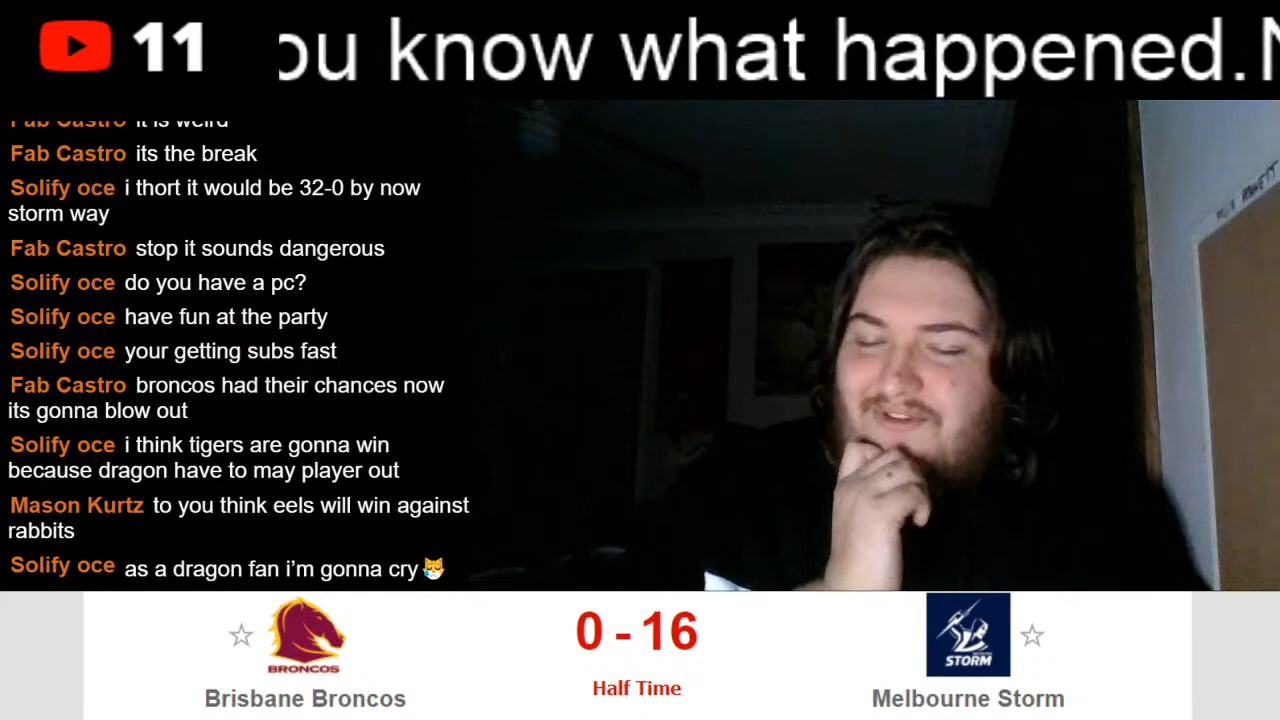 11
ou know what happened.
Fab Castro it is weird
Fab Castro its the break
Solify oce i thort it would be 32-0 by now
storm way
Fab Castro stop it sounds dangerous
Solify oce do you have a pc?
Solify oce have fun at the party
Solify oce your getting subs fast
Fab Castro broncos had their chances now
its gonna blow out
Solify oce i think tigers are gonna win
because dragon have to may player out
Mason Kurtz to you think eels will win against
rabbits
Solify oce as a dragon fan i'm gonna cry😿
BRONCOS
0 - 16
STORM
Half Time
Brisbane Broncos
Melbourne Storm